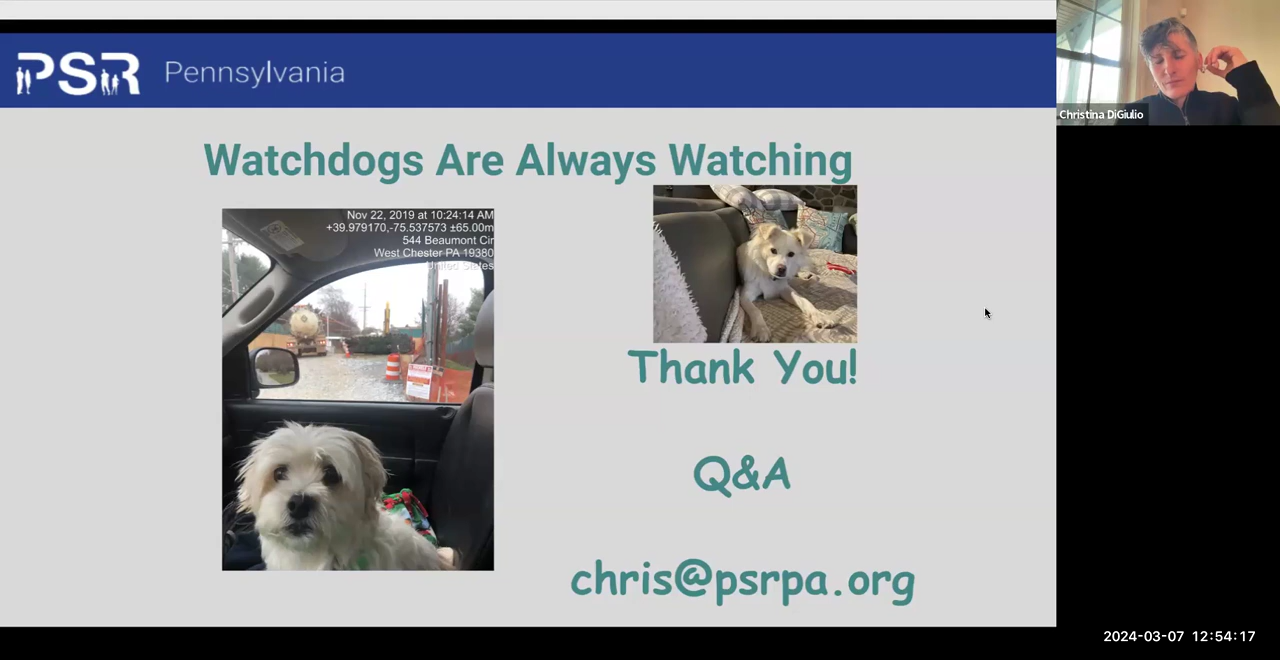 PSR Pennsylvania
Christina DiGiulio
Watchdogs Are Always Watching
Nov 22, 2019 at 10:24:14 AM
+39.979170,-75.537573 ±65.00m
544 Beaumont Cir
West Chester PA 19380
United States
Thank You!
Q&A
chris@psrpa.org
2024-03-07 12:54:17